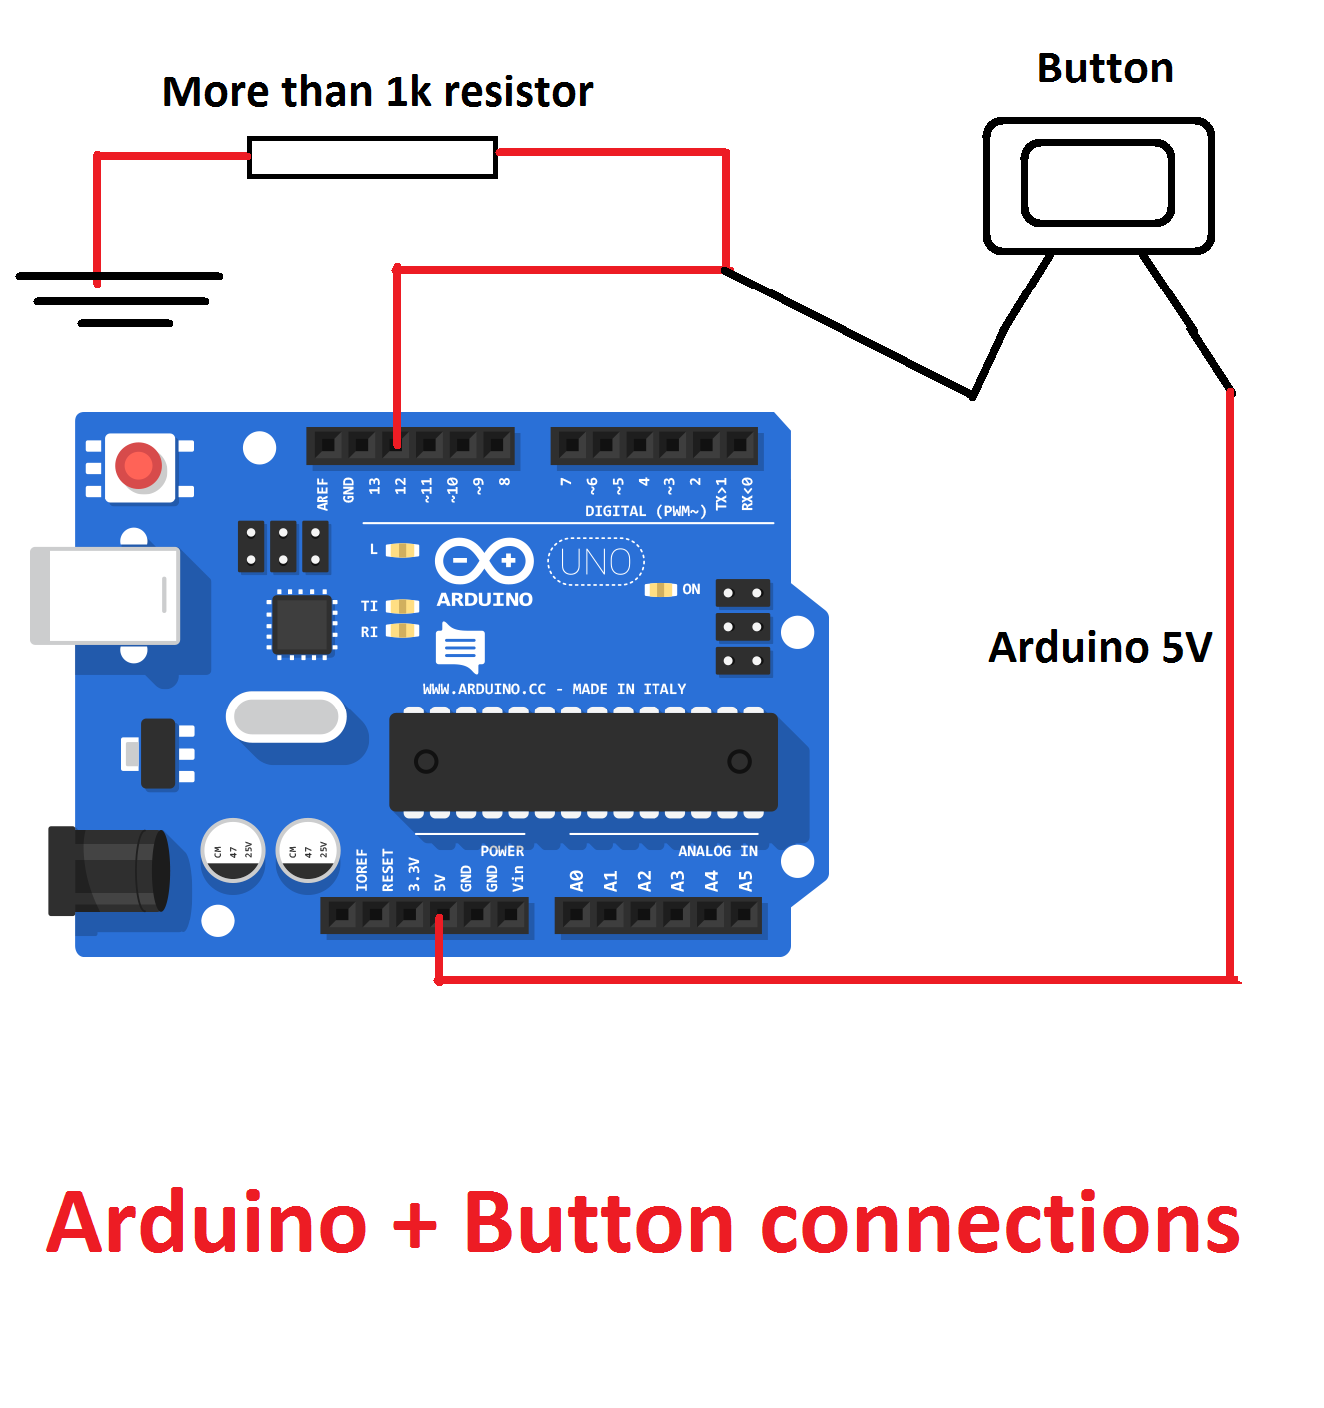 More than 1k resistor
Button
AREF
GND
13
12
~11
~10
~9
8
7
~6
~5
4
~3
2
TX>1
RX<0
DIGITAL (PWM~)
L
UNO
ON
ARDUINO
TI
RI
WWW.ARDUINO.CC - MADE IN ITALY
Arduino 5V
CM
47
25V
CM
47
25V
POWER
ANALOG IN
IOREF
RESET
3.3V
5V
GND
GND
Vin
A0
A1
A2
A3
A4
A5
Arduino + Button connections